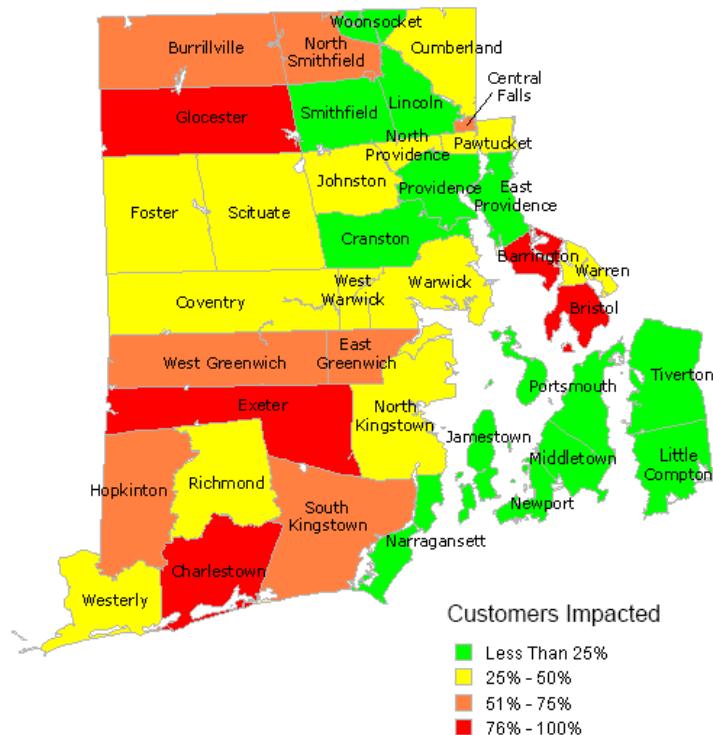 Woonsocket
Burrillville
North
Smithfield
Cumberland
Central
Falls
Glocester
Smithfield
Lincoln
North
Providence
Pawtucket
Johnston
Providence
East
Providence
Foster
Scituate
Cranston
Barrington
Warren
Coventry
West
Warwick
Warwick
Bristol
West Greenwich
East
Greenwich
Portsmouth
Tiverton
Exeter
North
Kingstown
Jamestown
Middletown
Little
Compton
Hopkinton
Richmond
South
Kingstown
Newport
Narragansett
Charlestown
Westerly
Customers Impacted
Less Than 25%
25% - 50%
51% - 75%
76% - 100%